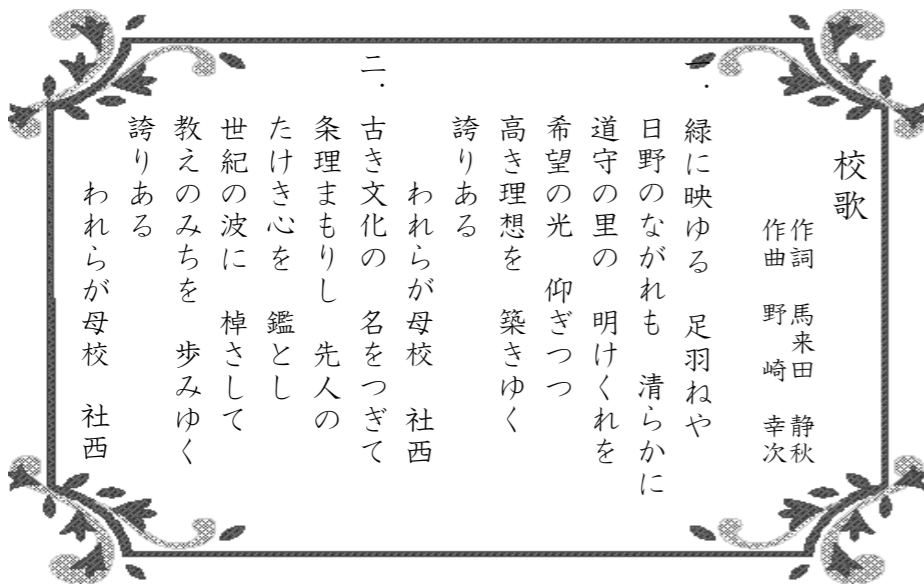 校歌
作詞　馬来田　静秋
作曲　野崎　幸次
一．緑に映ゆる　足羽ねや
日野のながれも　清らかに
道守の里の　明けくれを
希望の光　仰ぎつつ
高き理想を　築きゆく
誇りある
われらが母校　社西
二．古き文化の　名をつぎて
条理まもりし　先人の
たけき心を　鑑とし
世紀の波に　棹さして
教えのみちを　歩みゆく
誇りある
われらが母校　社西